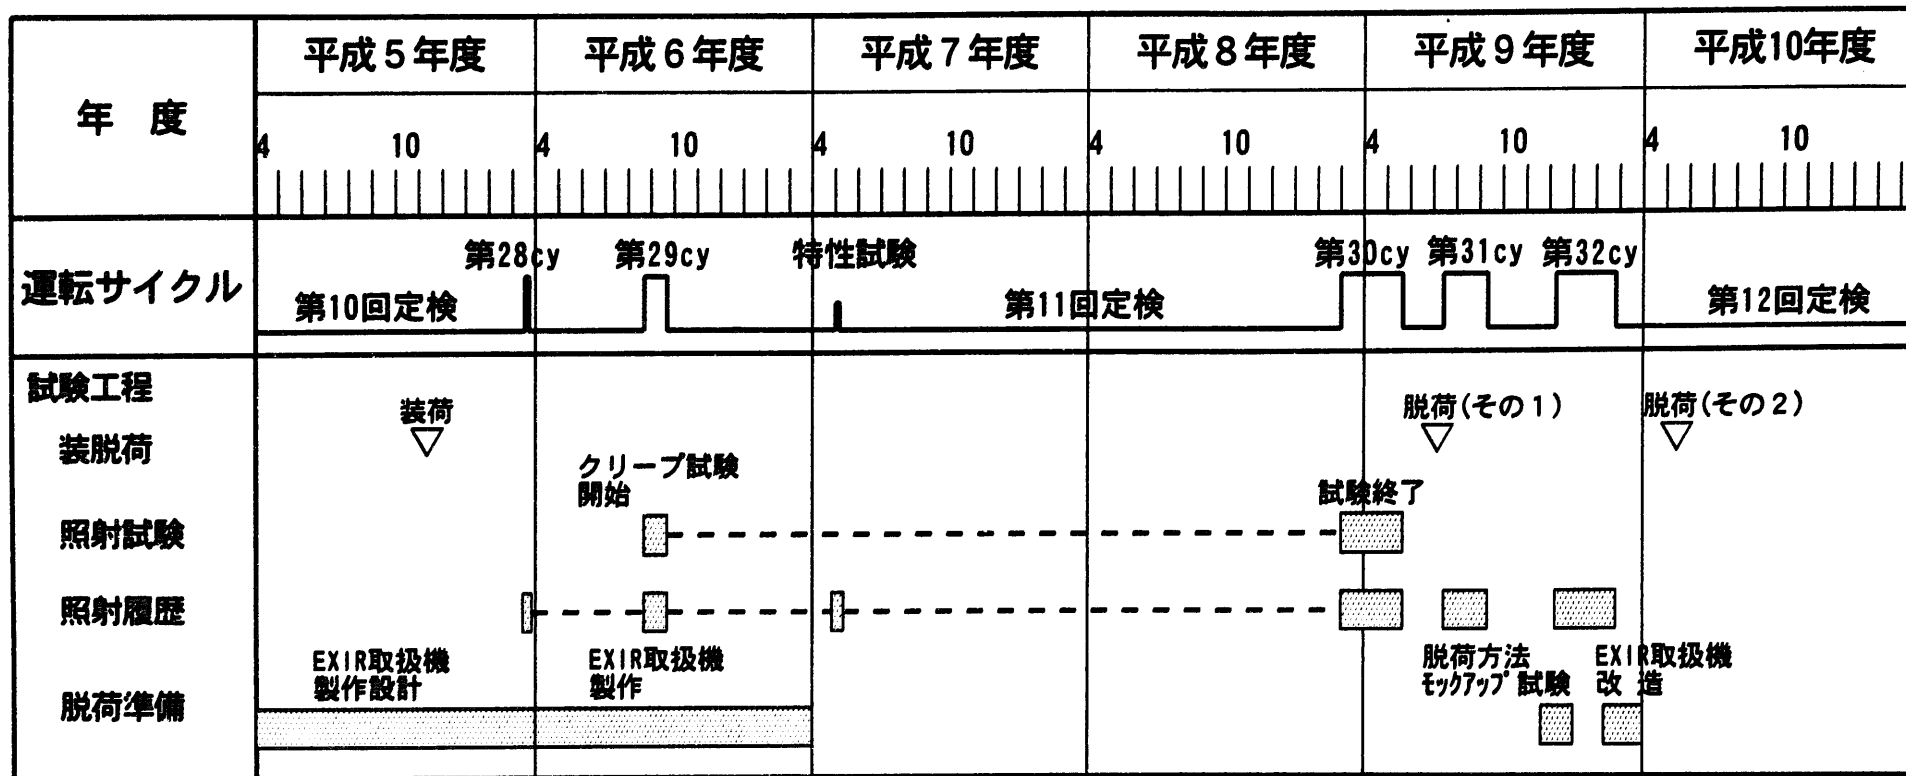 年 度
平成5年度 平成6年度 平成7年度 平成8年度 平成9年度 平成10年度
4 10 4 10 4 10 4 10 4 10 4 10
運転サイクル
第28cy 第29cy 特性試験 第30cy 第31cy 第32cy
第10回定検 第11回定検 第12回定検
試験工程
装脱荷
装荷 脱荷(その1) 脱荷(その2)
クリープ試験
開始
試験終了
照射試験
照射履歴
脱荷準備
EXIR取扱機
製作設計
EXIR取扱機
製作
脱荷方法
モックアップ試験
EXIR取扱機
改 造